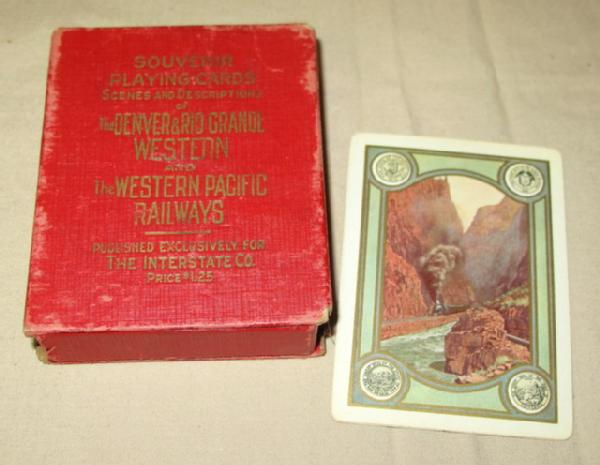 SOUVENIR
PLAYING CARDS
SCENES AND DESCRIPTIONS
of
The DENVER & RIO GRANDE
WESTERN
AND
The WESTERN PACIFIC
RAILWAYS
PUBLISHED EXCLUSIVELY FOR
THE INTERSTATE CO.
PRICE $1.25